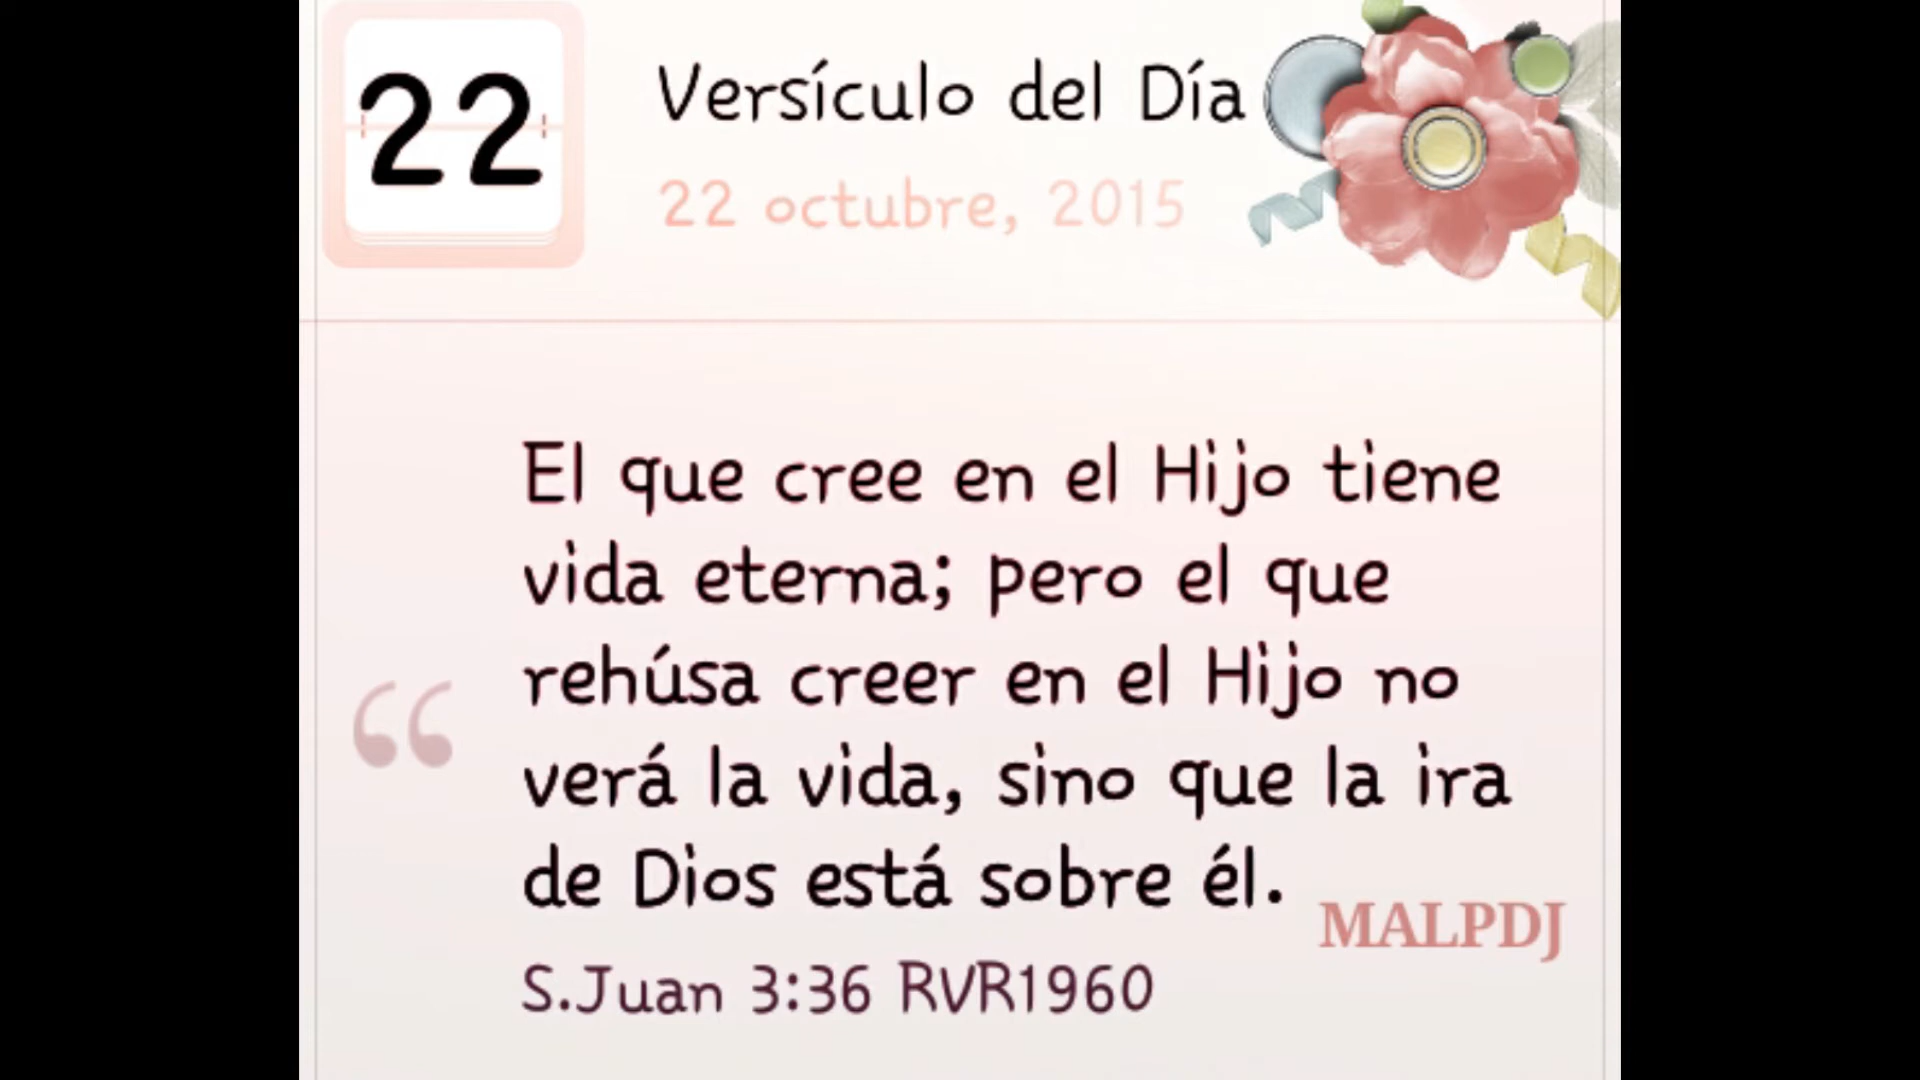 22
Versículo del Día
22 octubre, 2015
El que cree en el Hijo tiene
vida eterna; pero el que
rehúsa creer en el Hijo no
verá la vida, sino que la ira
de Dios está sobre él.
MALPDJ
S.Juan 3:36 RVR1960